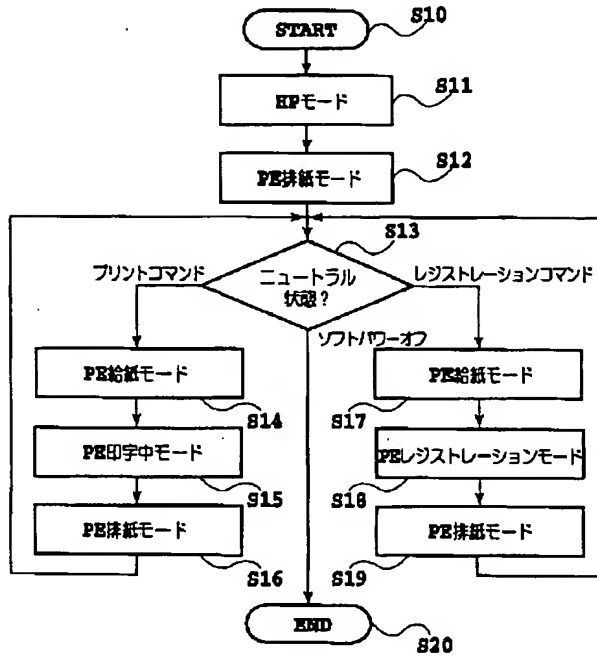 START
S10
HPモード
S11
PE排紙モード
S12
S13
ニュートラル
状態?
プリントコマンド
レジストレーションコマンド
ソフトパワーオフ
PE給紙モード
S14
PE印字中モード
S15
PE排紙モード
S16
PE給紙モード
S17
PEレジストレーションモード
S18
PE排紙モード
S19
END
S20